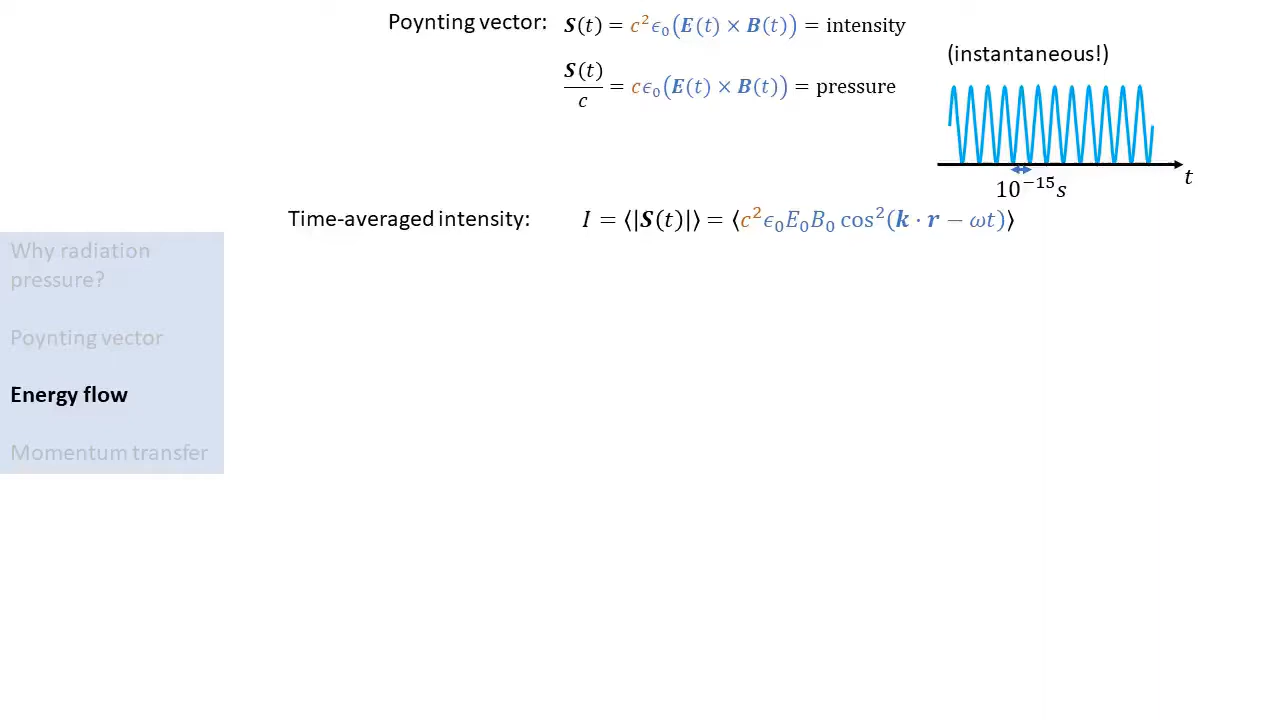 Poynting vector: 𝑺(𝑡) = 𝑐²𝜖₀(𝑬(𝑡) × 𝑩(𝑡)) = intensity
(instantaneous!)
𝑺(𝑡)/𝑐 = 𝑐𝜖₀(𝑬(𝑡) × 𝑩(𝑡)) = pressure
𝑡
10⁻¹⁵𝑠
Time-averaged intensity: 𝐼 = ⟨|𝑺(𝑡)|⟩ = ⟨𝑐²𝜖₀𝐸₀𝐵₀ cos²(𝒌 · 𝒓 − 𝜔𝑡)⟩
Why radiation
pressure?
Poynting vector
Energy flow
Momentum transfer